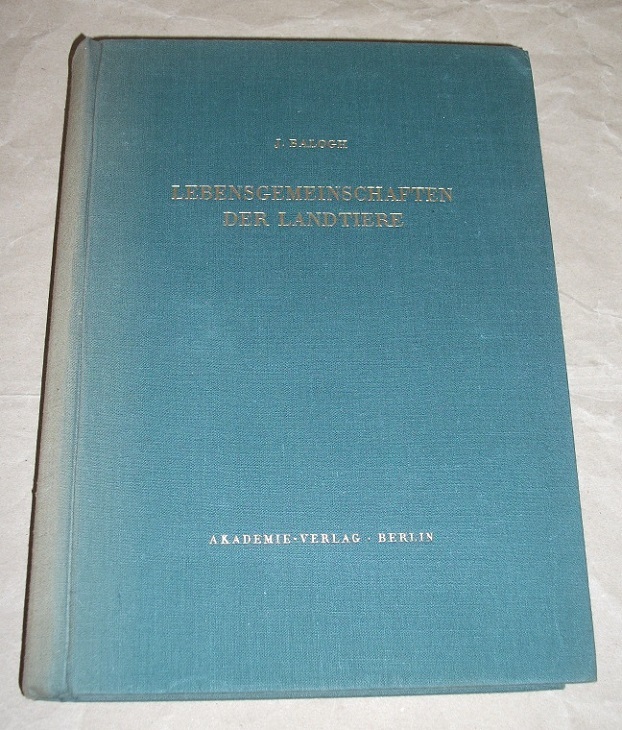 J. BALOGH
LEBENSGEMEINSCHAFTEN
DER LANDTIERE
AKADEMIE-VERLAG · BERLIN